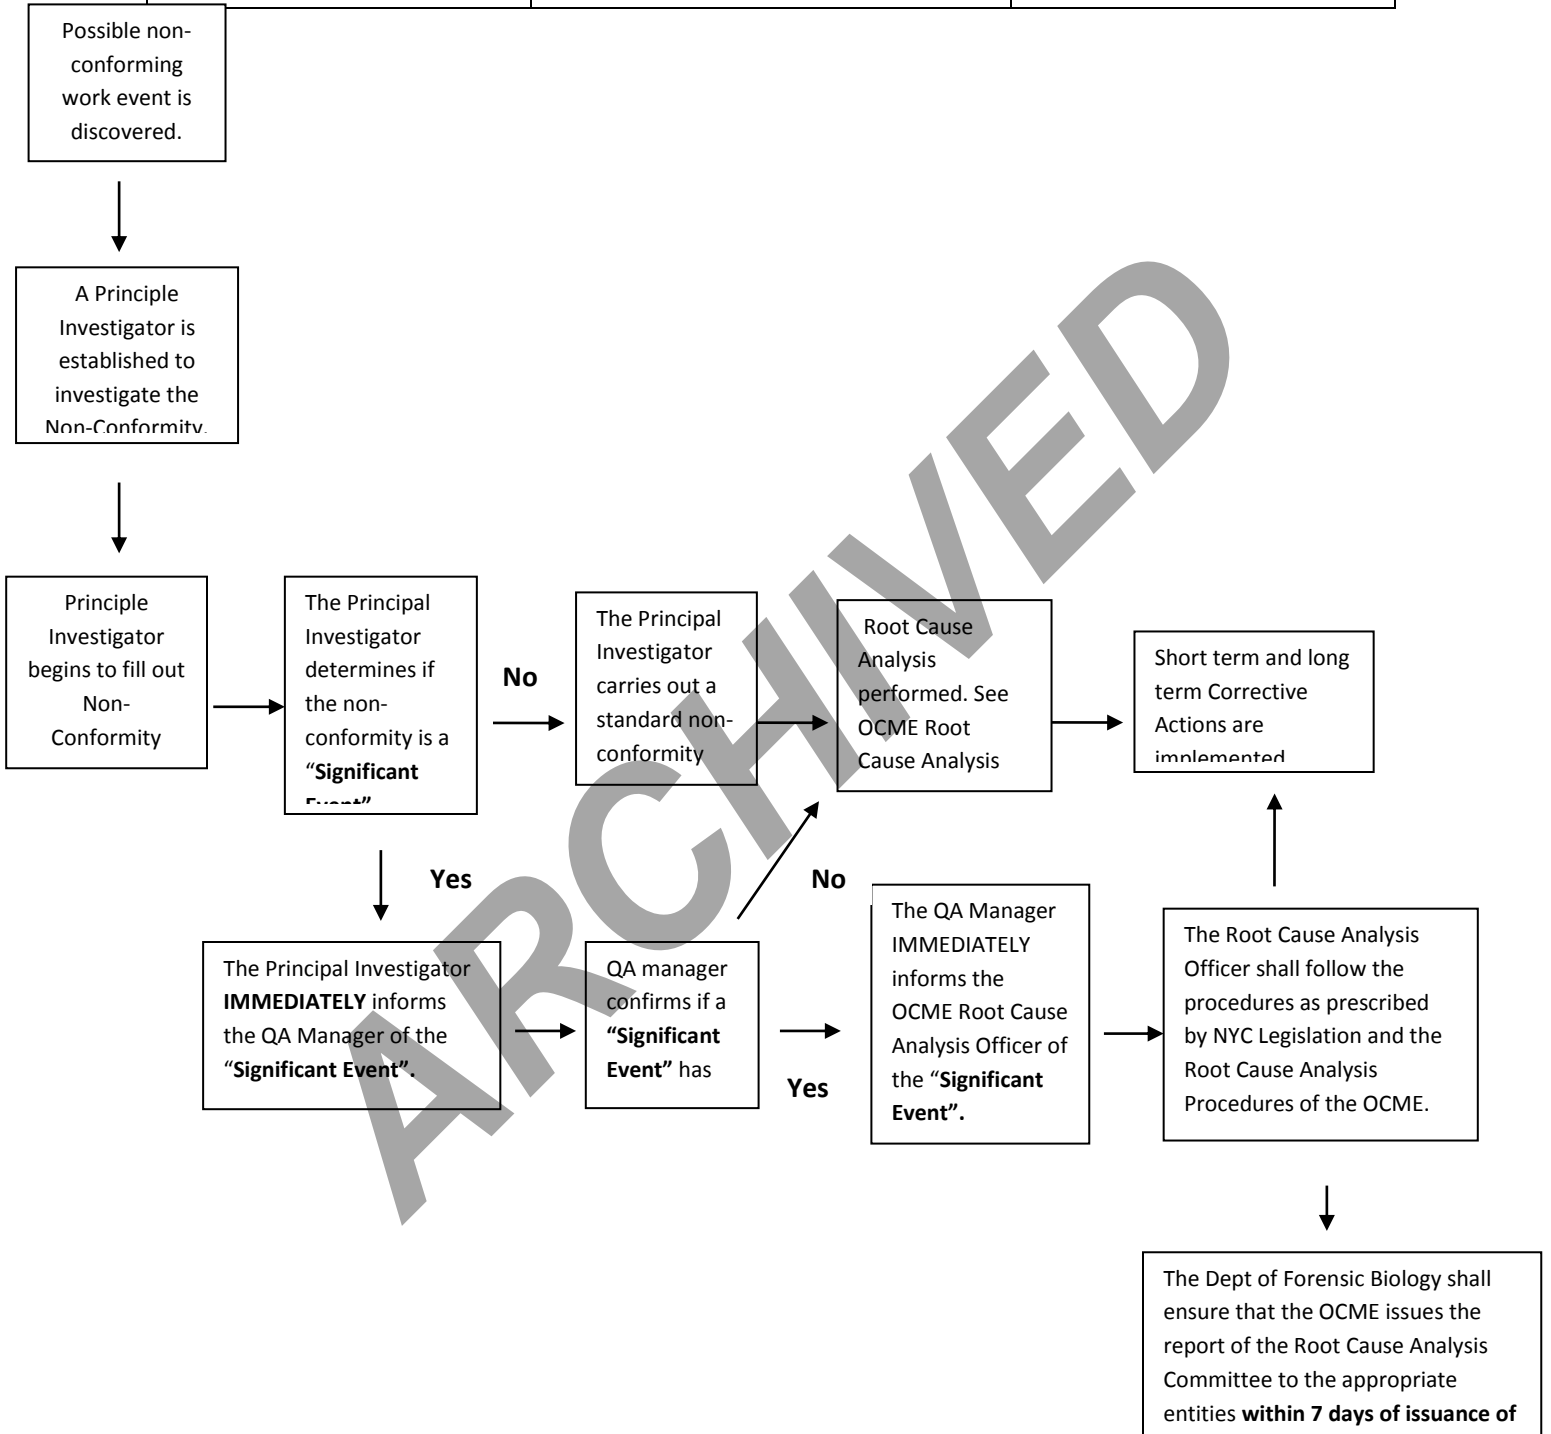 Possible non-
conforming
work event is
discovered.
A Principle
Investigator is
established to
investigate the
Non-Conformity.
Principle
Investigator
begins to fill out
Non-
Conformity
The Principal
Investigator
determines if
the non-
conformity is a
“Significant
Event”
No
The Principal
Investigator
carries out a
standard non-
conformity
Root Cause
Analysis
performed. See
OCME Root
Cause Analysis
Short term and long
term Corrective
Actions are
implemented
Yes
The Principal Investigator
IMMEDIATELY informs
the QA Manager of the
“Significant Event”.
QA manager
confirms if a
“Significant
Event” has
No
Yes
The QA Manager
IMMEDIATELY
informs the
OCME Root Cause
Analysis Officer of
the “Significant
Event”.
The Root Cause Analysis
Officer shall follow the
procedures as prescribed
by NYC Legislation and the
Root Cause Analysis
Procedures of the OCME.
The Dept of Forensic Biology shall
ensure that the OCME issues the
report of the Root Cause Analysis
Committee to the appropriate
entities within 7 days of issuance of
ARCHIVED